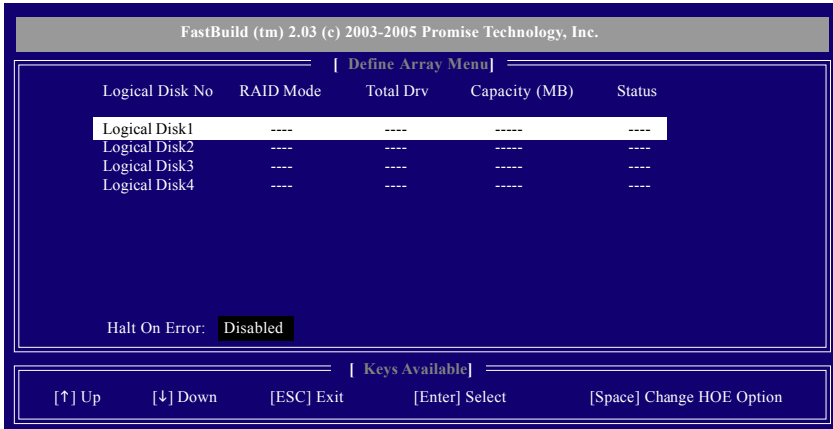 FastBuild (tm) 2.03 (c) 2003-2005 Promise Technology, Inc.
[ Define Array Menu]
Logical Disk No RAID Mode Total Drv Capacity (MB) Status
Logical Disk1 ---- ---- ----- ----
Logical Disk2 ---- ---- ----- ----
Logical Disk3 ---- ---- ----- ----
Logical Disk4 ---- ---- ----- ----
Halt On Error: Disabled
[ Keys Available]
[↑] Up [↓] Down [ESC] Exit [Enter] Select [Space] Change HOE Option